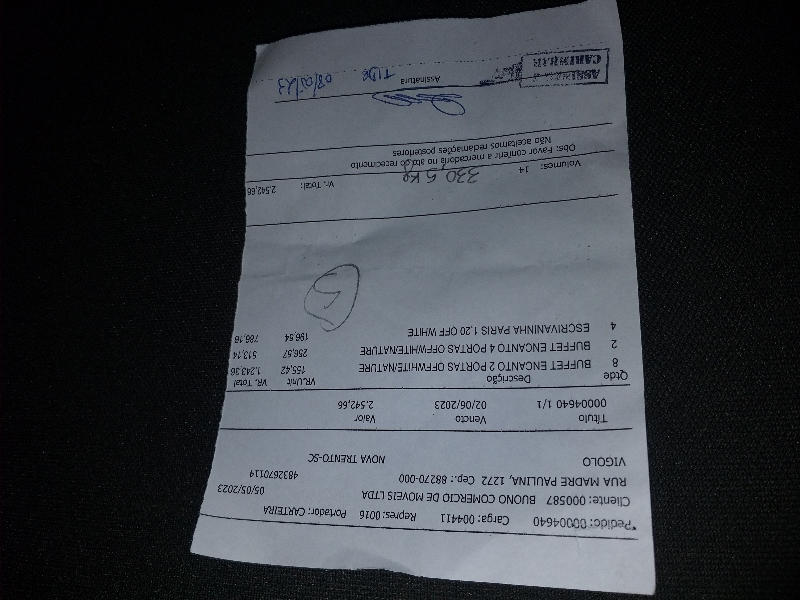 *Pedido: 00004640 Carga: 004411 Repres: 0016 Portador: CARTEIRA
Cliente: 000587 BUONO COMERCIO DE MOVEIS LTDA 05/05/2023
RUA MADRE PAULINA, 1272 Cep.: 88270-000 4832670114
VIGOLO NOVA TRENTO-SC
Título Vencto Valor
00004640 1/1 02/06/2023 2.542,66
Qtde Descrição VR.Unit VR. Total
8 BUFFET ENCANTO 2 PORTAS OFFWHITE/NATURE 155,42 1.243,36
2 BUFFET ENCANTO 4 PORTAS OFFWHITE/NATURE 256,57 513,14
4 ESCRIVANINHA PARIS 1,20 OFF WHITE 196,54 786,16
Volumes: 14 330,5 Kg Vr. Total: 2.542,66
Obs: Favor conferir a mercadoria no ato do recebimento
Não aceitamos reclamações posteriores
Assinatura
CARIMBAR